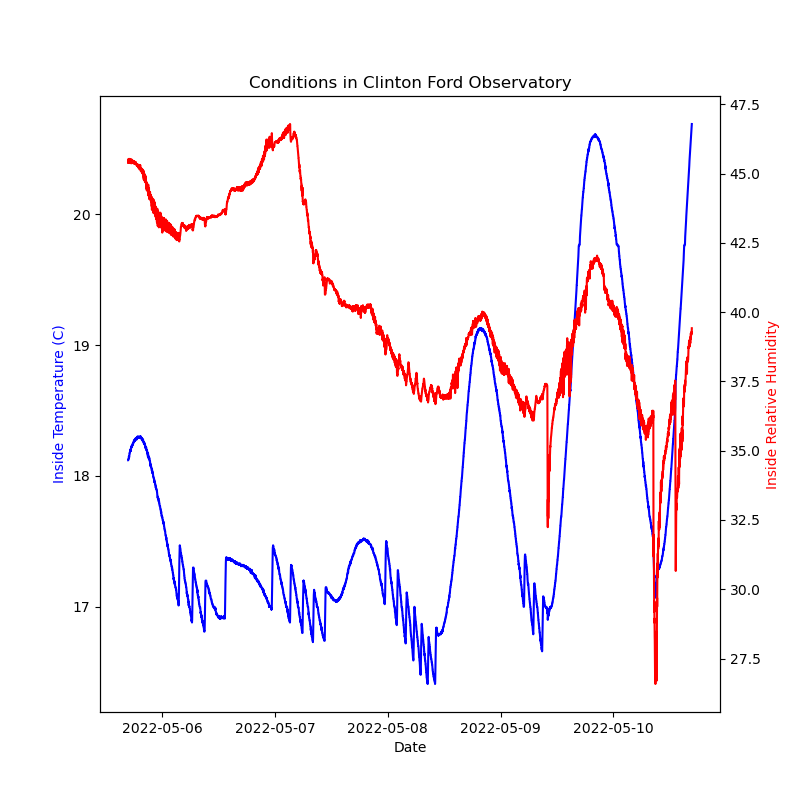 Conditions in Clinton Ford Observatory
Inside Temperature (C)
20
19
18
17
47.5
45.0
42.5
40.0
37.5
35.0
32.5
30.0
27.5
Inside Relative Humidity
2022-05-06 2022-05-07 2022-05-08 2022-05-09 2022-05-10
Date